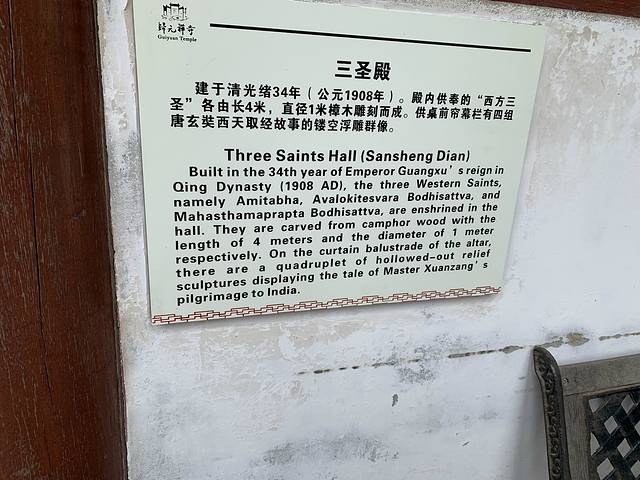 归元禅寺
Guiyuan Temple
三圣殿
建于清光绪34年（公元1908年）。殿内供奉的“西方三
圣”各由长4米，直径1米樟木雕刻而成。供桌前帘幕栏有四组
唐玄奘西天取经故事的镂空浮雕群像。
Three Saints Hall (Sansheng Dian)
Built in the 34th year of Emperor Guangxu's reign in
Qing Dynasty (1908 AD), the three Western Saints,
namely Amitabha, Avalokitesvara Bodhisattva, and
Mahasthamaprapta Bodhisattva, are enshrined in the
hall. They are carved from camphor wood with the
length of 4 meters and the diameter of 1 meter
respectively. On the curtain balustrade of the altar,
there are a quadruplet of hollowed-out relief
sculptures displaying the tale of Master Xuanzang's
pilgrimage to India.